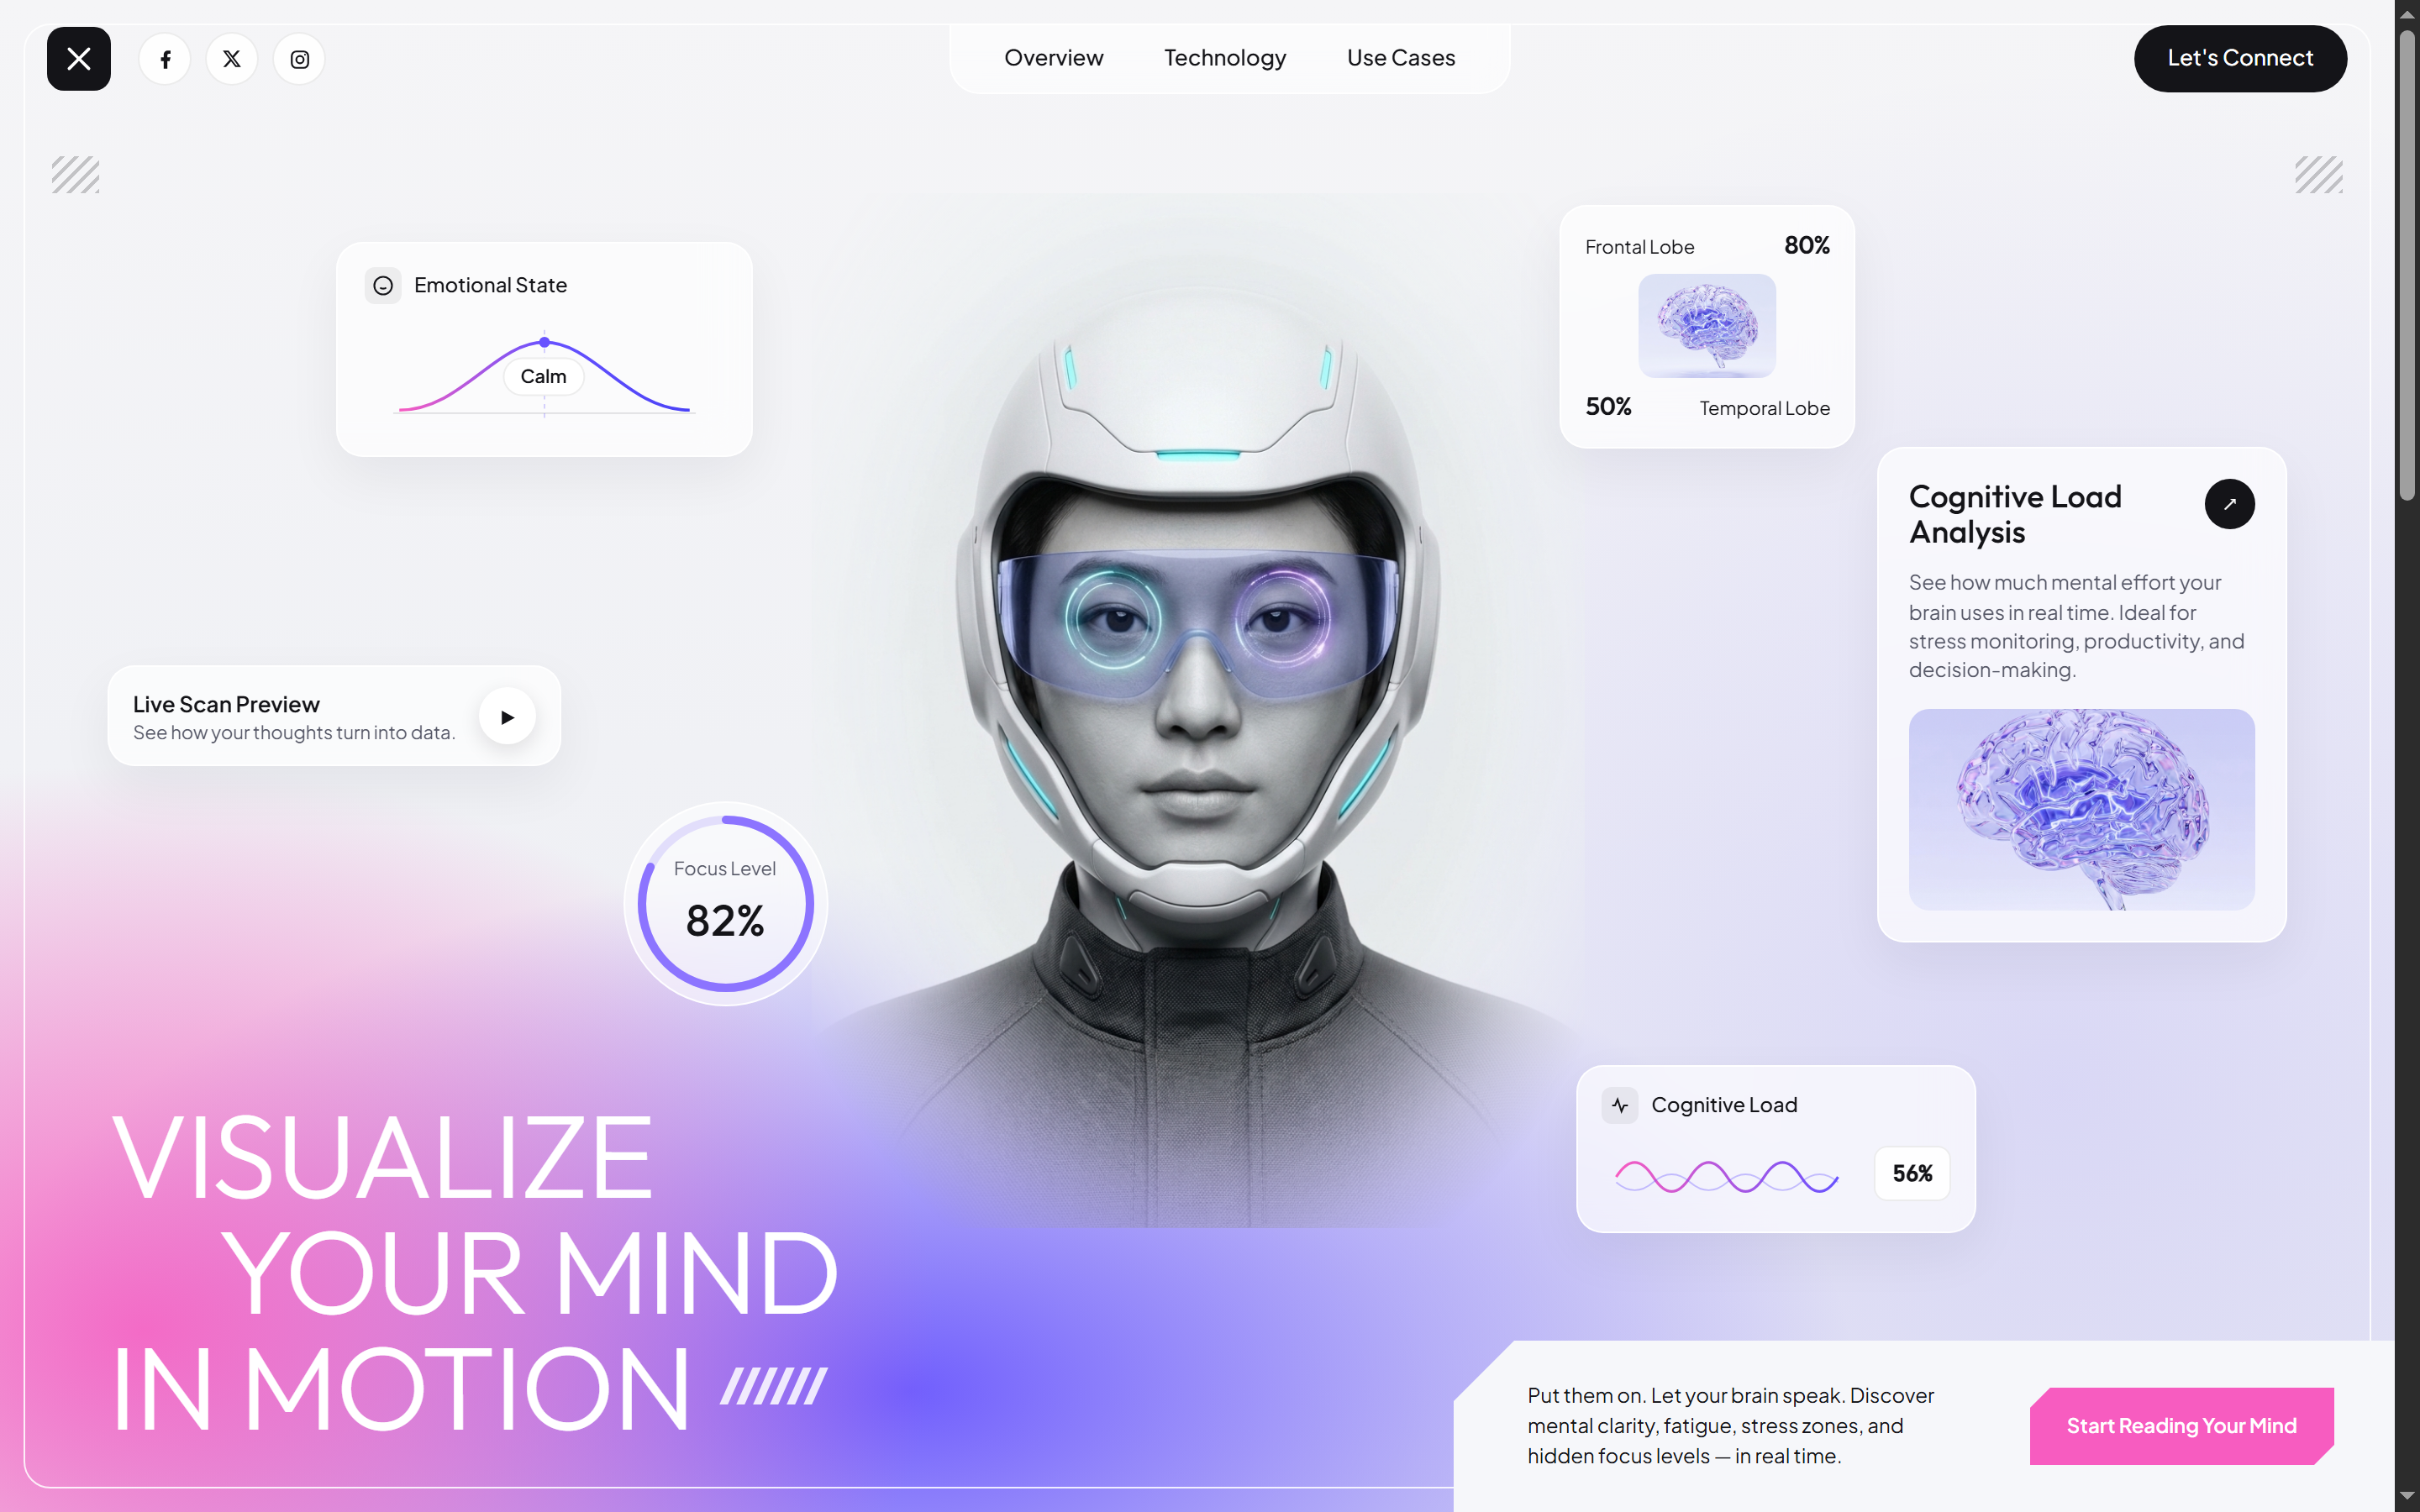 Overview Technology Use Cases
Let's Connect
Emotional State
Calm
Frontal Lobe 80%
50% Temporal Lobe
Cognitive Load
Analysis
See how much mental effort your
brain uses in real time. Ideal for
stress monitoring, productivity, and
decision-making.
Live Scan Preview
See how your thoughts turn into data.
Focus Level
82%
Cognitive Load
56%
VISUALIZE
YOUR MIND
IN MOTION
Put them on. Let your brain speak. Discover
mental clarity, fatigue, stress zones, and
hidden focus levels — in real time.
Start Reading Your Mind